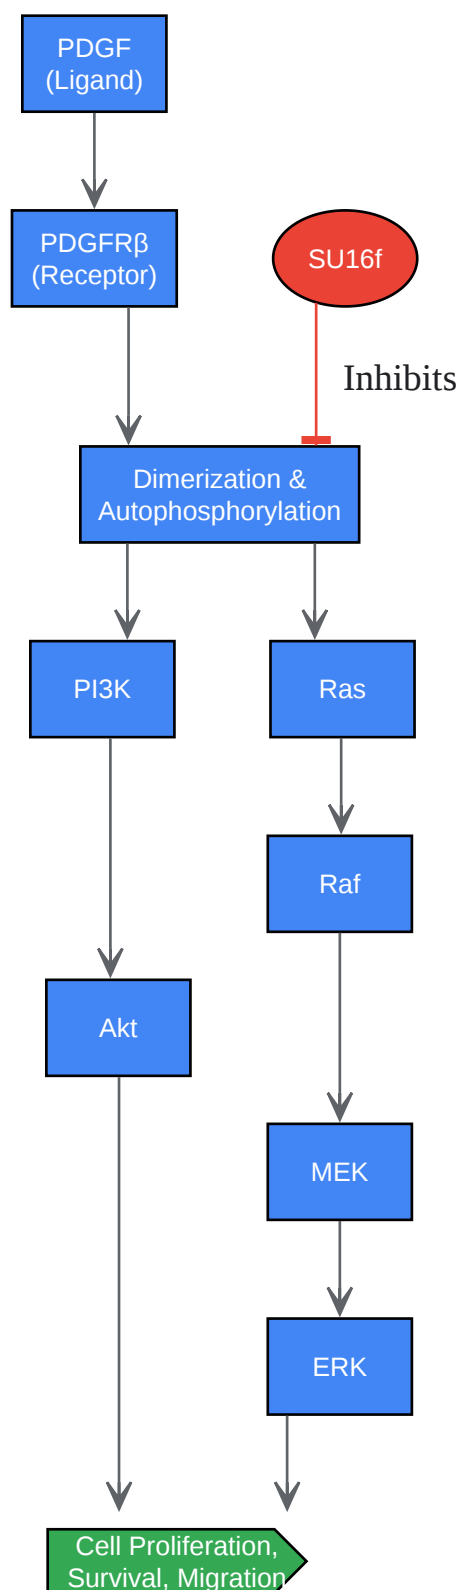 PDGF
(Ligand)
PDGFRβ
(Receptor)
SU16f
Inhibits
Dimerization &
Autophosphorylation
PI3K
Ras
Raf
Akt
MEK
ERK
Cell Proliferation,
Survival, Migration